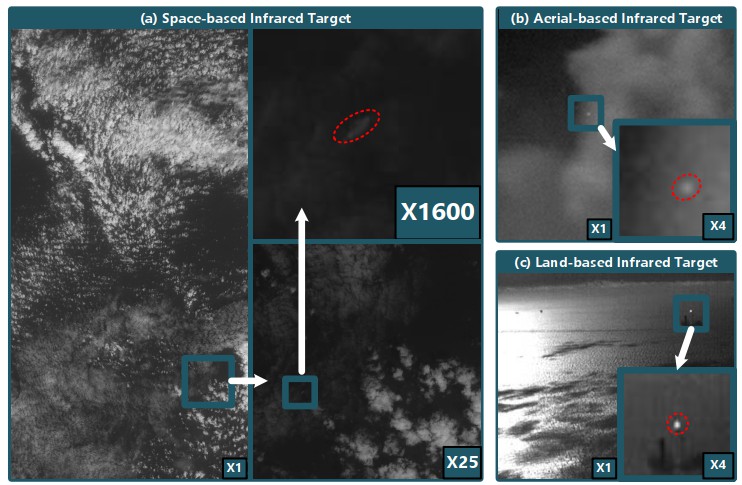 (a) Space-based Infrared Target
X1600
X1
X25
(b) Aerial-based Infrared Target
X1
X4
(c) Land-based Infrared Target
X1
X4